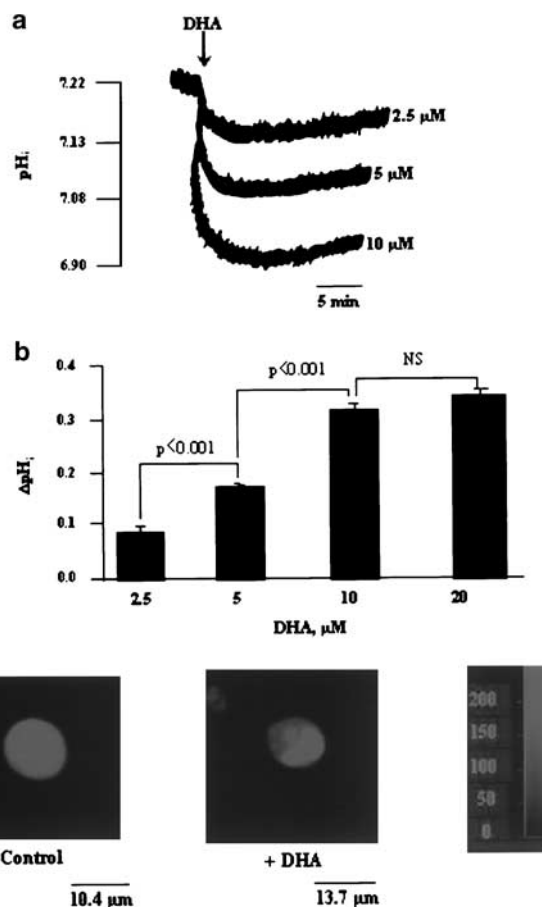 a
DHA
7.22
7.13
7.08
6.90
pHi
2.5 μM
5 μM
10 μM
5 min
b
0.4
0.3
0.2
0.1
0.0
ΔpHi
p<0.001
p<0.001
NS
2.5
5
10
20
DHA, μM
200
150
100
50
0
Control
+ DHA
10.4 μm
13.7 μm